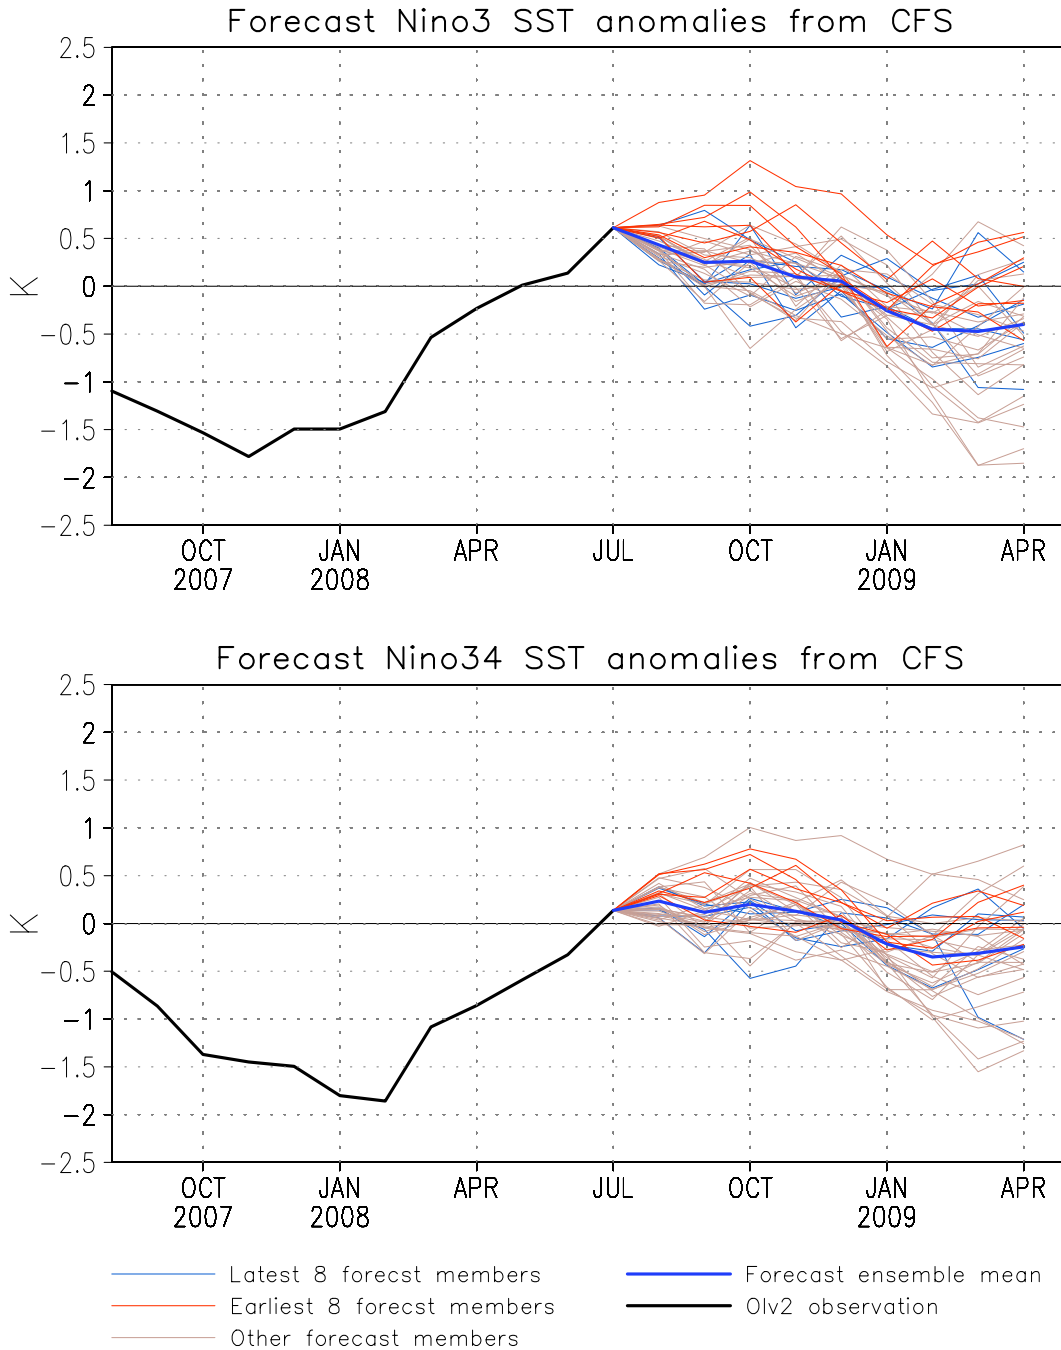 Forecast Nino3 SST anomalies from CFS
2.5
2
1.5
1
0.5
0
-0.5
-1
-1.5
-2
-2.5
K
OCT JAN APR JUL OCT JAN APR
2007 2008 2009
Forecast Nino34 SST anomalies from CFS
2.5
2
1.5
1
0.5
0
-0.5
-1
-1.5
-2
-2.5
K
OCT JAN APR JUL OCT JAN APR
2007 2008 2009
Latest 8 forecst members Forecast ensemble mean
Earliest 8 forecst members OIv2 observation
Other forecast members